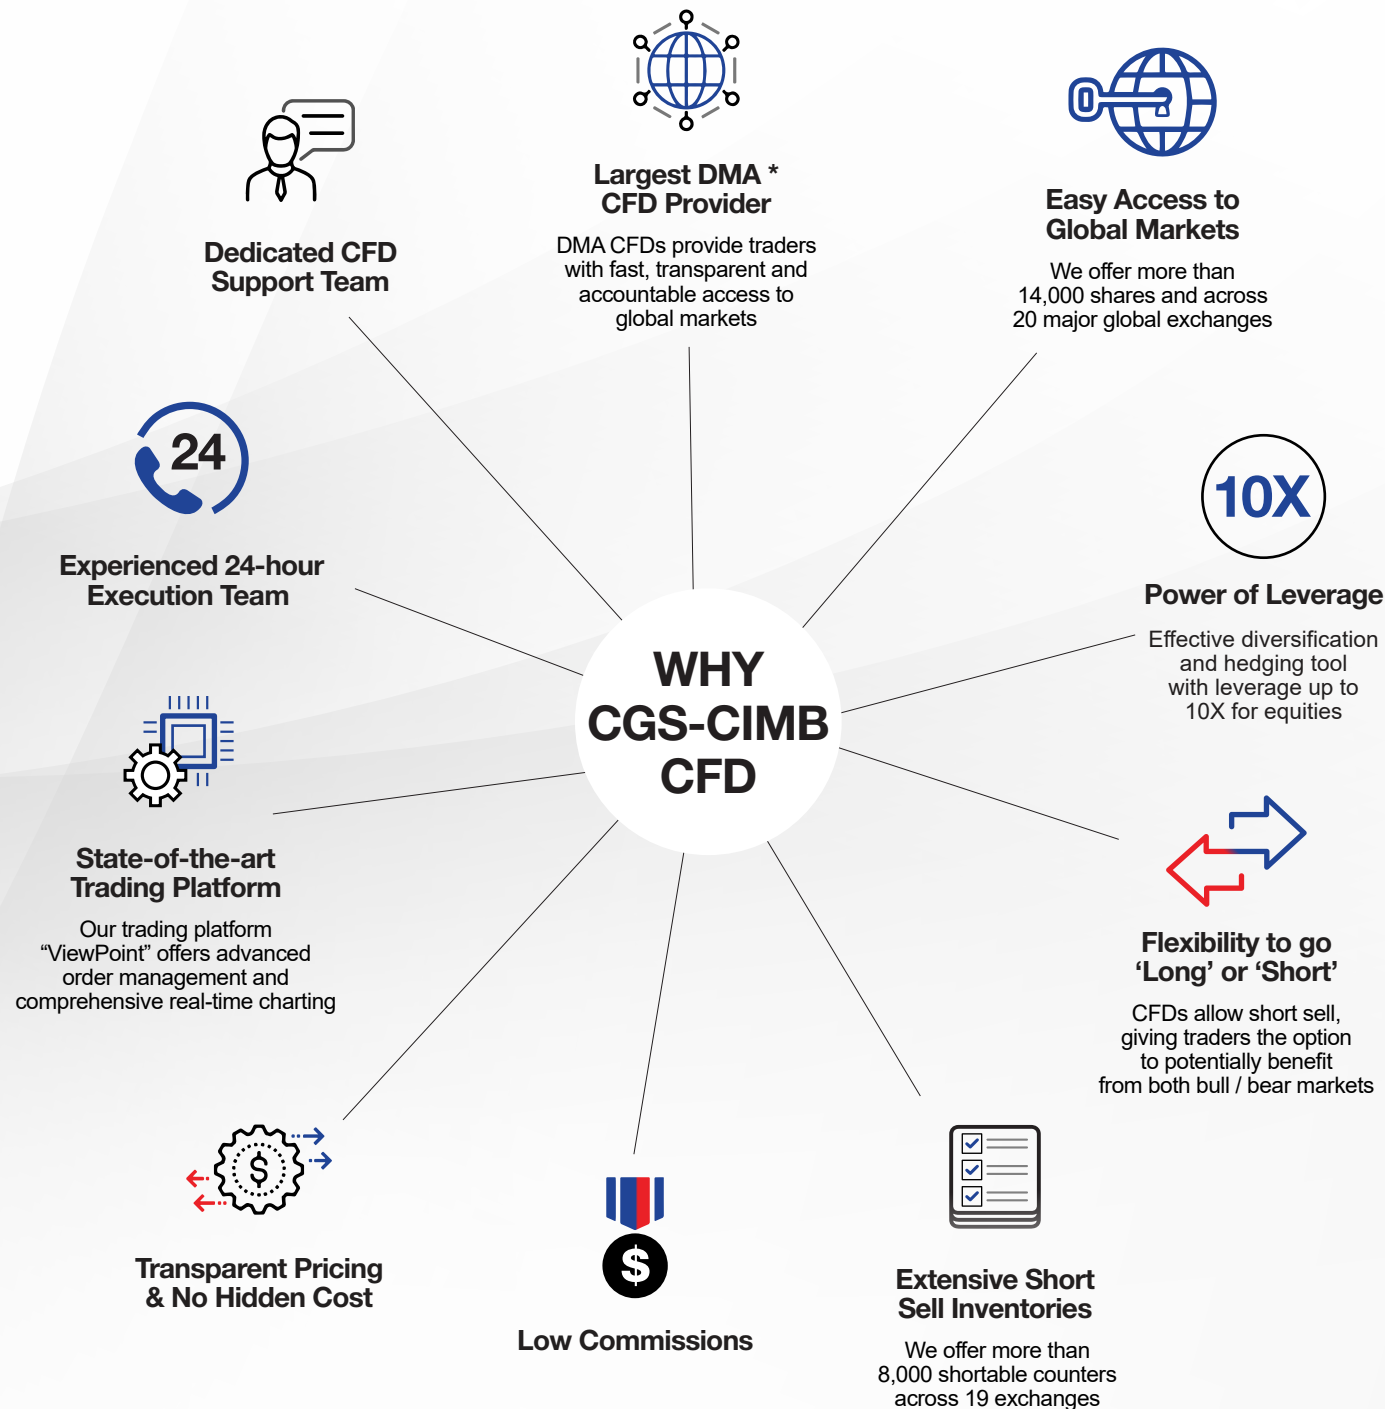 Largest DMA *
CFD Provider
DMA CFDs provide traders
with fast, transparent and
accountable access to
global markets
Easy Access to
Global Markets
We offer more than
14,000 shares and across
20 major global exchanges
10X
Power of Leverage
Effective diversification
and hedging tool
with leverage up to
10X for equities
Flexibility to go
‘Long’ or ‘Short’
CFDs allow short sell,
giving traders the option
to potentially benefit
from both bull / bear markets
Extensive Short
Sell Inventories
We offer more than
8,000 shortable counters
across 19 exchanges
$
Low Commissions
$
Transparent Pricing
& No Hidden Cost
State-of-the-art
Trading Platform
Our trading platform
“ViewPoint” offers advanced
order management and
comprehensive real-time charting
24
Experienced 24-hour
Execution Team
Dedicated CFD
Support Team
WHY
CGS-CIMB
CFD